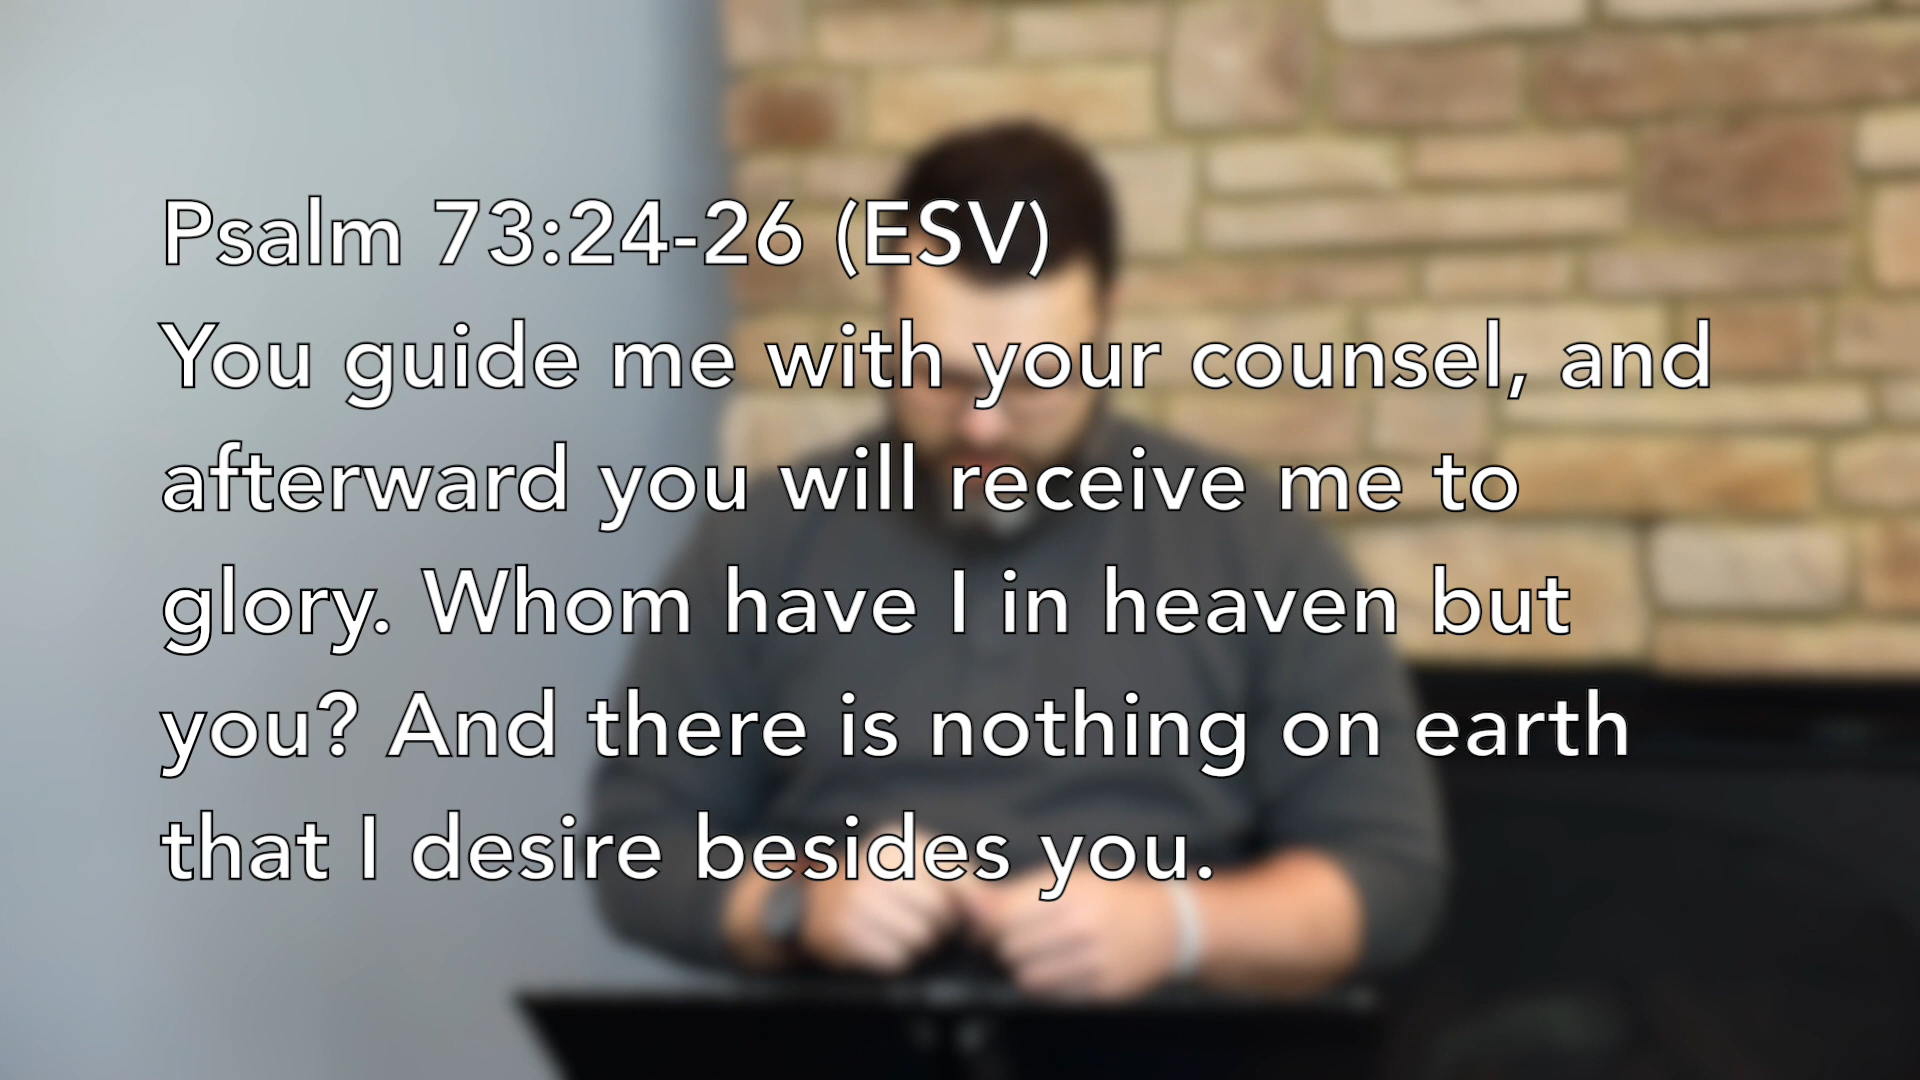 Psalm 73:24-26 (ESV)
You guide me with your counsel, and
afterward you will receive me to
glory. Whom have I in heaven but
you? And there is nothing on earth
that I desire besides you.